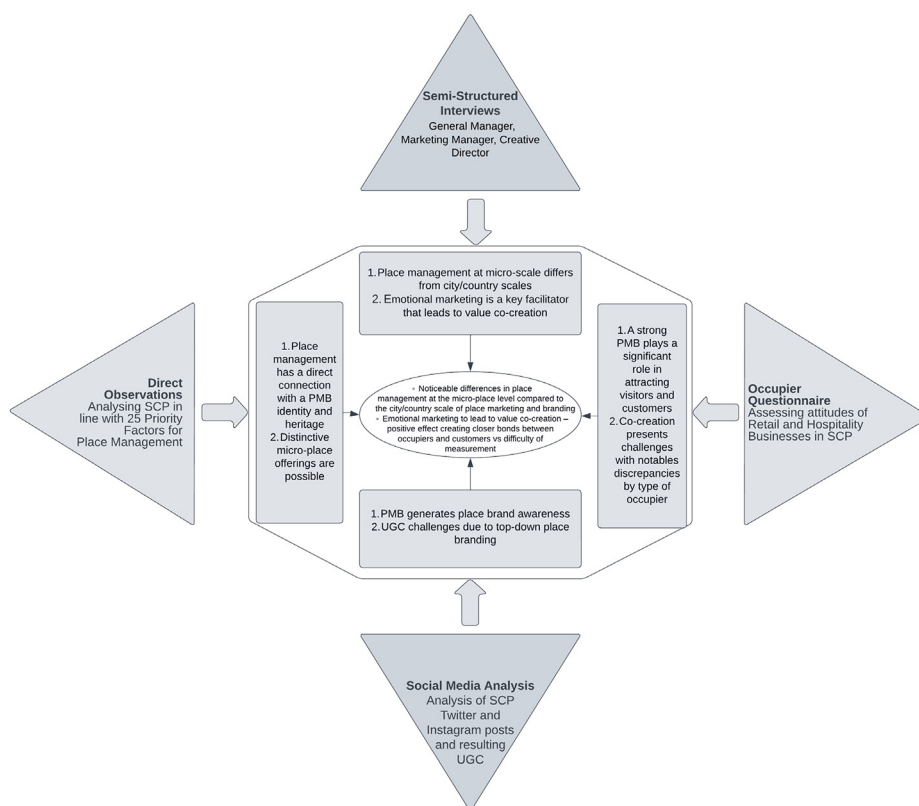 Semi-Structured
Interviews
General Manager,
Marketing Manager, Creative
Director
1.Place management at micro-scale differs
from city/country scales
2. Emotional marketing is a key facilitator
that leads to value co-creation
Direct
Observations
Analysing SCP in
line with 25 Priority
Factors for
Place Management
1.Place
management
has a direct
connection
with a PMB
identity and
heritage
2.Distinctive
micro-place
offerings are
possible
◦ Noticeable differences in place
management at the micro-place level compared to
the city/country scale of place marketing and branding
◦ Emotional marketing to lead to value co-creation –
positive effect creating closer bonds between
occupiers and customers vs difficulty of
measurement
1.A strong
PMB plays a
significant
role in
attracting
visitors and
customers
2.Co-creation
presents
challenges
with notables
discrepancies
by type of
occupier
Occupier
Questionnaire
Assessing attitudes of
Retail and Hospitality
Businesses in SCP
1.PMB generates place brand awareness
2.UGC challenges due to top-down place
branding
Social Media Analysis
Analysis of SCP
Twitter and
Instagram posts
and resulting
UGC